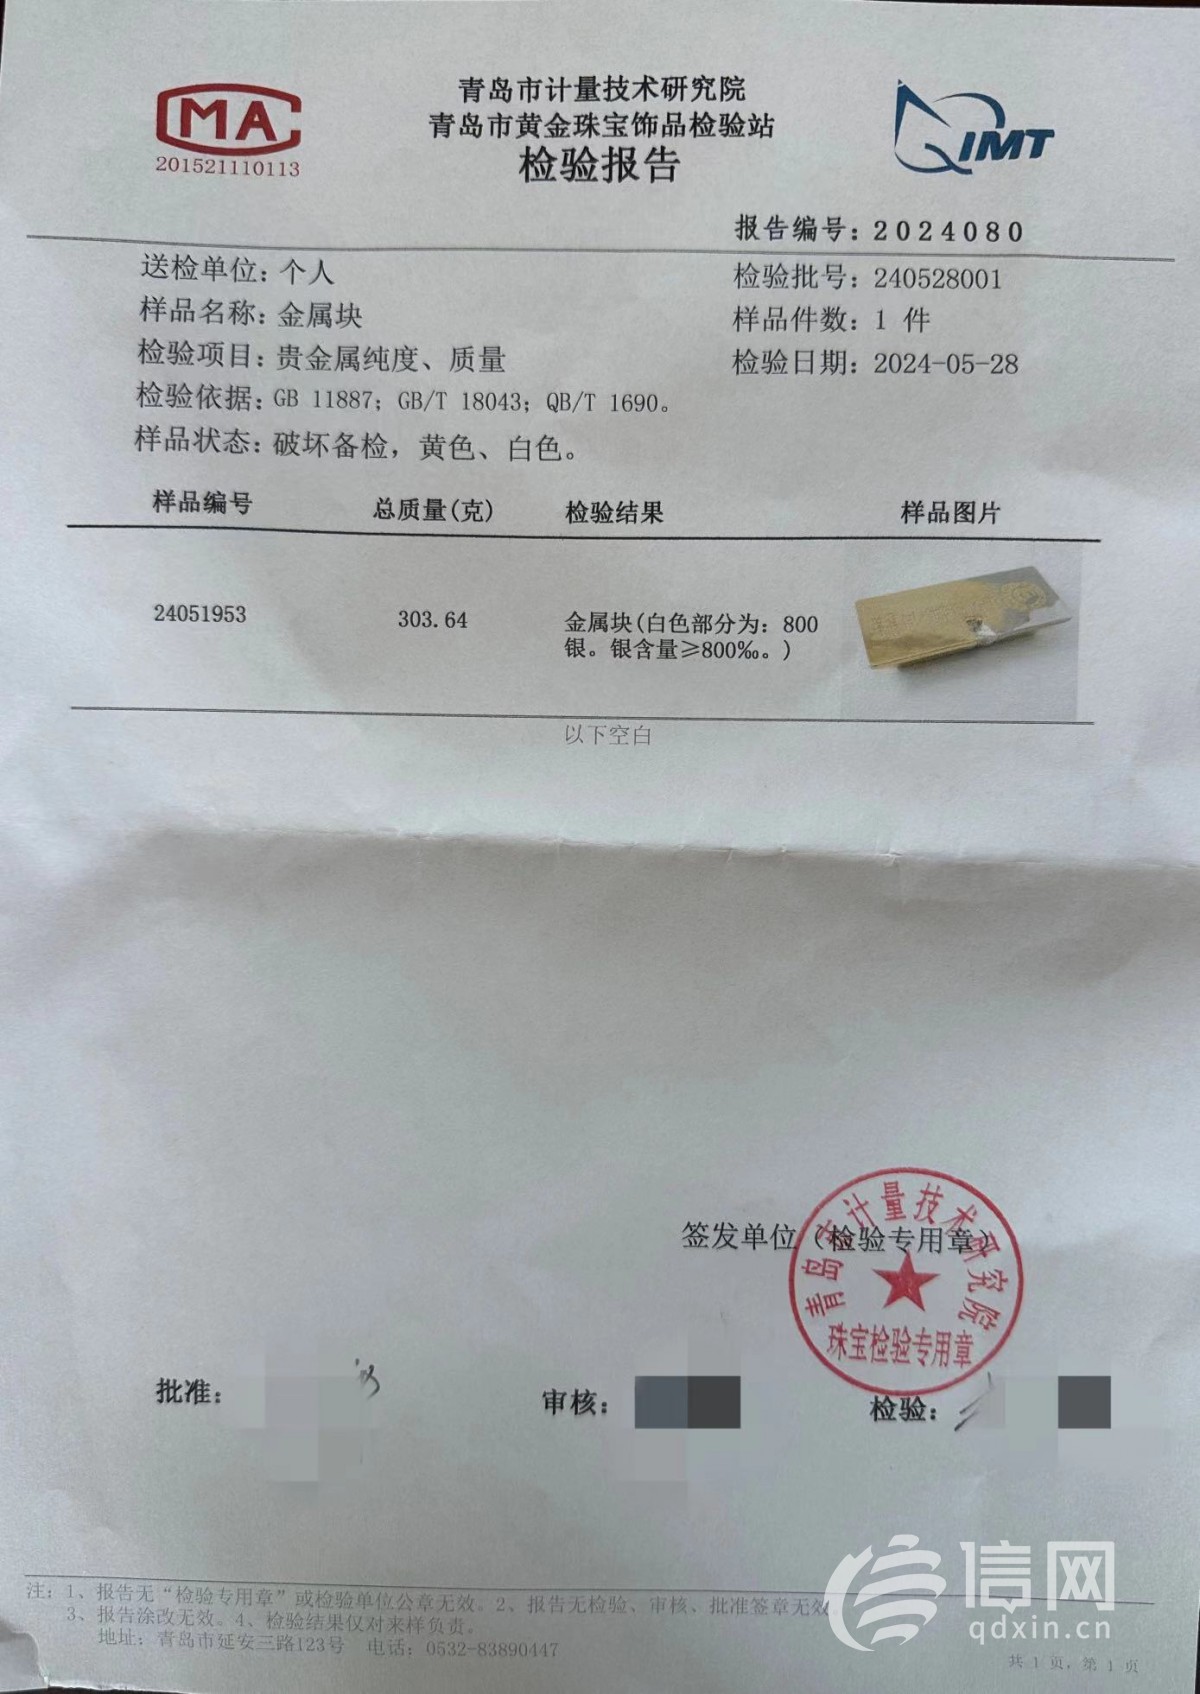 CMA
201521110113
青岛市计量技术研究院
青岛市黄金珠宝饰品检验站
检验报告
QIMT
报告编号：2024080
送检单位：个人
检验批号：240528001
样品名称：金属块
样品件数：1 件
检验项目：贵金属纯度、质量
检验日期：2024-05-28
检验依据：GB 11887；GB/T 18043；QB/T 1690。
样品状态：破坏备检，黄色、白色。
样品编号 总质量(克) 检验结果 样品图片
24051953 303.64 金属块(白色部分为：800
银。银含量≥800‰。)
以下空白
签发单位（检验专用章）
青岛市计量技术研究院
珠宝检验专用章
批准： 审核： 检验：
注：1、报告无“检验专用章”或检验单位公章无效。2、报告无检验、审核、批准签章无效
3、报告涂改无效。4、检验结果仅对来样负责。
地址：青岛市延安三路123号 电话：0532-83890447
共 1 页，第 1 页
信网
qdxin.cn